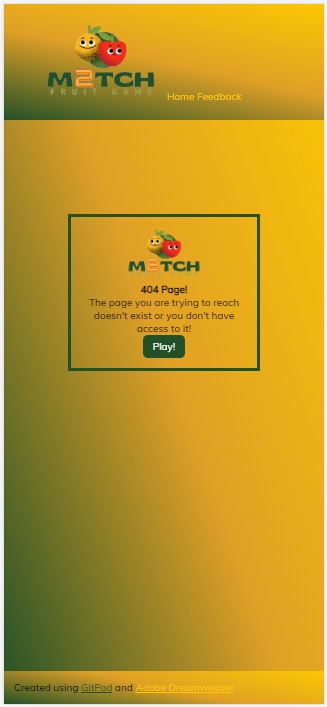 M2TCH
FRUIT GAME
Home Feedback
M2TCH
404 Page!
The page you are trying to reach
doesn't exist or you don't have
access to it!
Play!
Created using GitPod and Adobe Dreamweaver